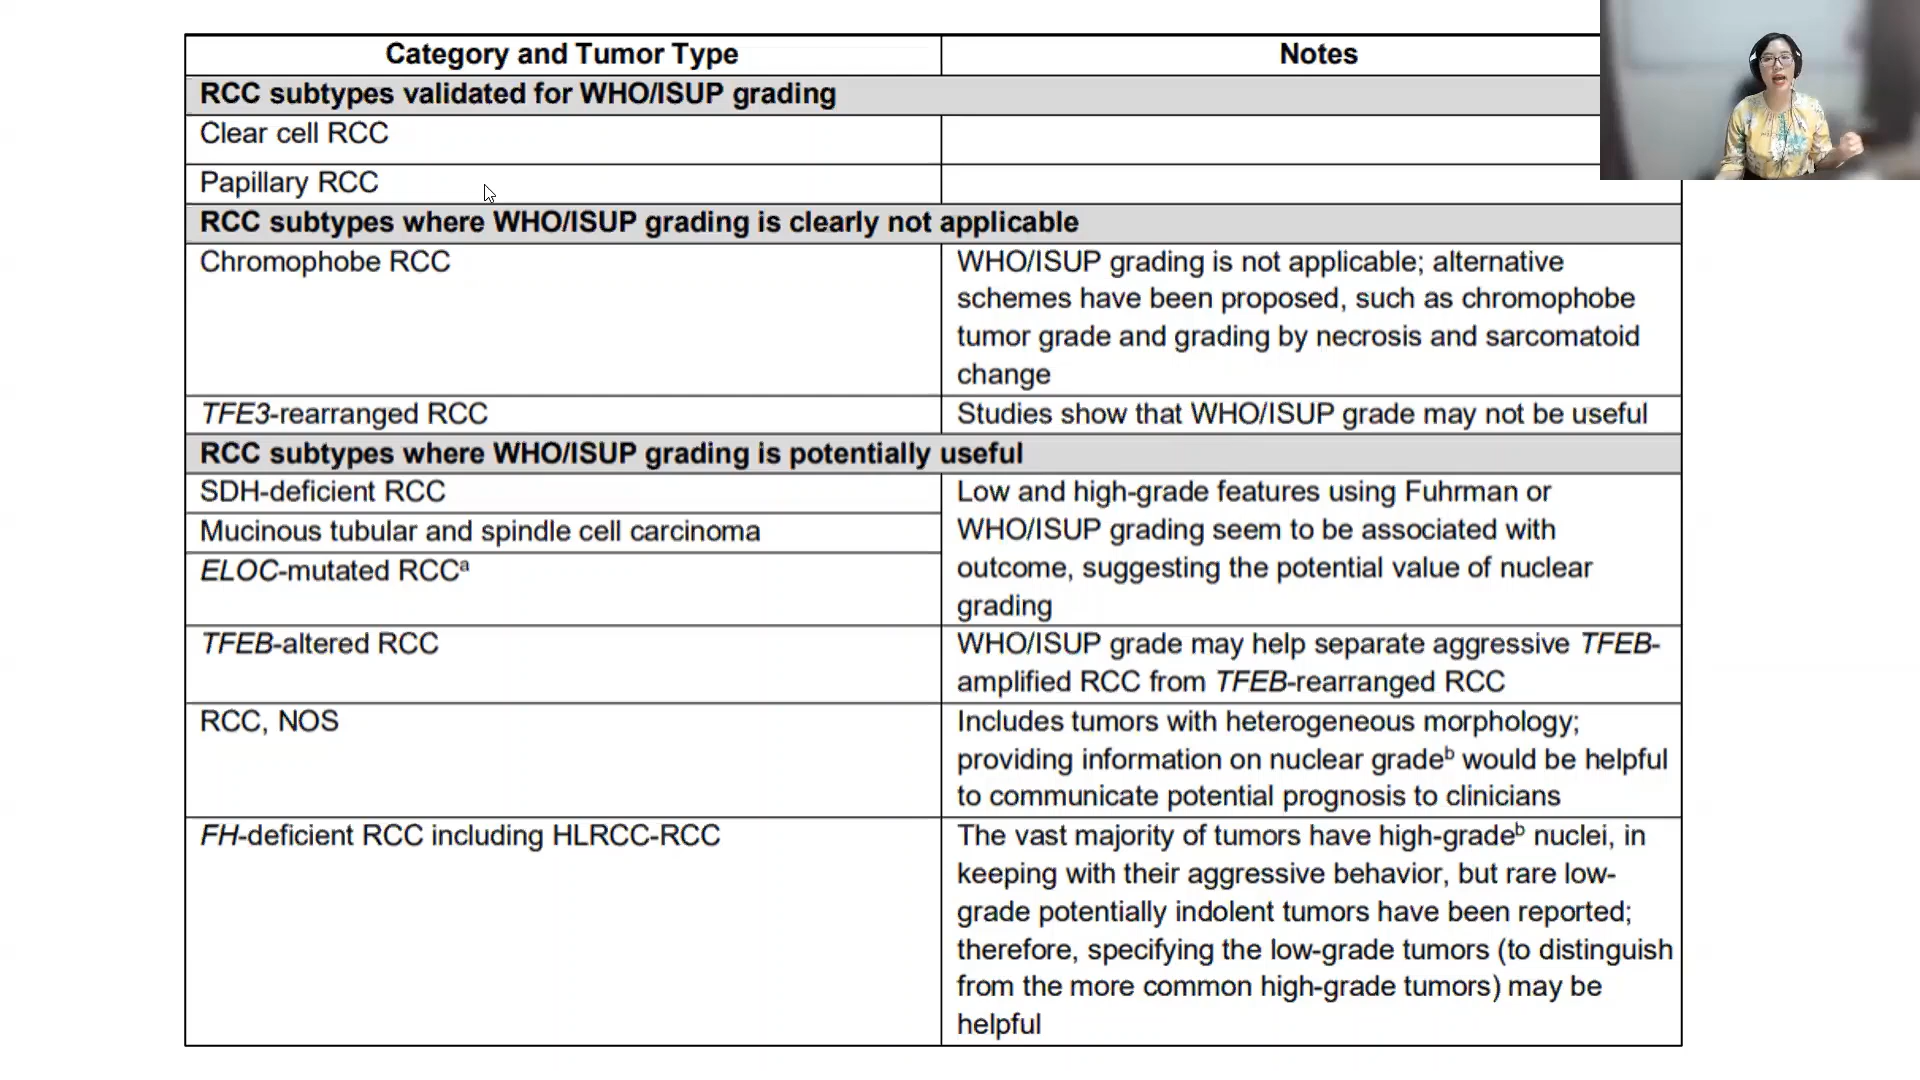 Category and Tumor Type
Notes
RCC subtypes validated for WHO/ISUP grading
Clear cell RCC
Papillary RCC
RCC subtypes where WHO/ISUP grading is clearly not applicable
Chromophobe RCC
WHO/ISUP grading is not applicable; alternative
schemes have been proposed, such as chromophobe
tumor grade and grading by necrosis and sarcomatoid
change
TFE3-rearranged RCC
Studies show that WHO/ISUP grade may not be useful
RCC subtypes where WHO/ISUP grading is potentially useful
SDH-deficient RCC
Mucinous tubular and spindle cell carcinoma
ELOC-mutated RCCᵃ
Low and high-grade features using Fuhrman or
WHO/ISUP grading seem to be associated with
outcome, suggesting the potential value of nuclear
grading
TFEB-altered RCC
WHO/ISUP grade may help separate aggressive TFEB-
amplified RCC from TFEB-rearranged RCC
RCC, NOS
Includes tumors with heterogeneous morphology;
providing information on nuclear gradeᵇ would be helpful
to communicate potential prognosis to clinicians
FH-deficient RCC including HLRCC-RCC
The vast majority of tumors have high-gradeᵇ nuclei, in
keeping with their aggressive behavior, but rare low-
grade potentially indolent tumors have been reported;
therefore, specifying the low-grade tumors (to distinguish
from the more common high-grade tumors) may be
helpful